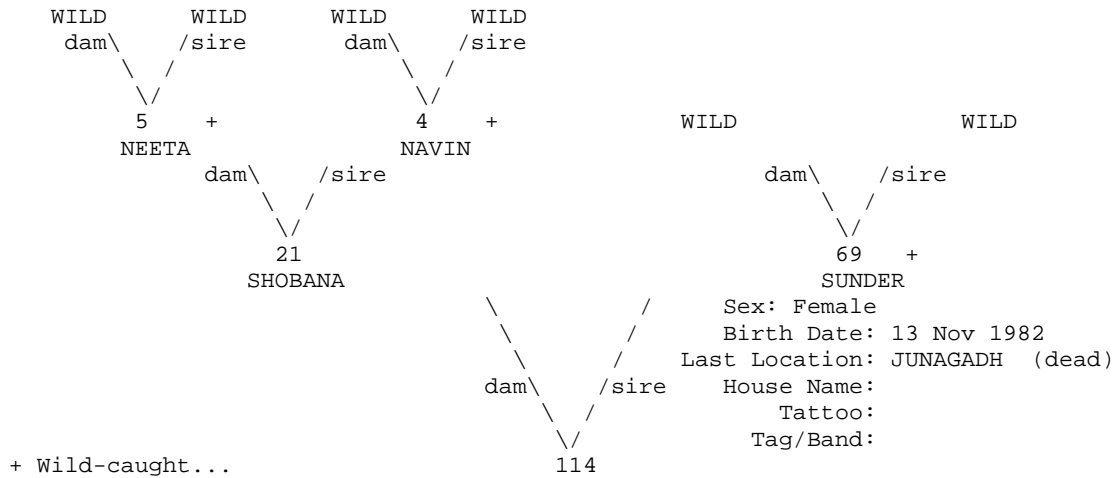 WILD WILD WILD WILD
dam\ /sire dam\ /sire
\ / \ /
\/ \/
5 + 4 + WILD WILD
NEETA NAVIN
dam\ /sire dam\ /sire
\ / \ /
\/ \/
21 69 +
SHOBANA SUNDER
\ / Sex: Female
\ / Birth Date: 13 Nov 1982
\ / Last Location: JUNAGADH (dead)
dam\ /sire House Name:
\ / Tattoo:
\/ Tag/Band:
+ Wild-caught... 114